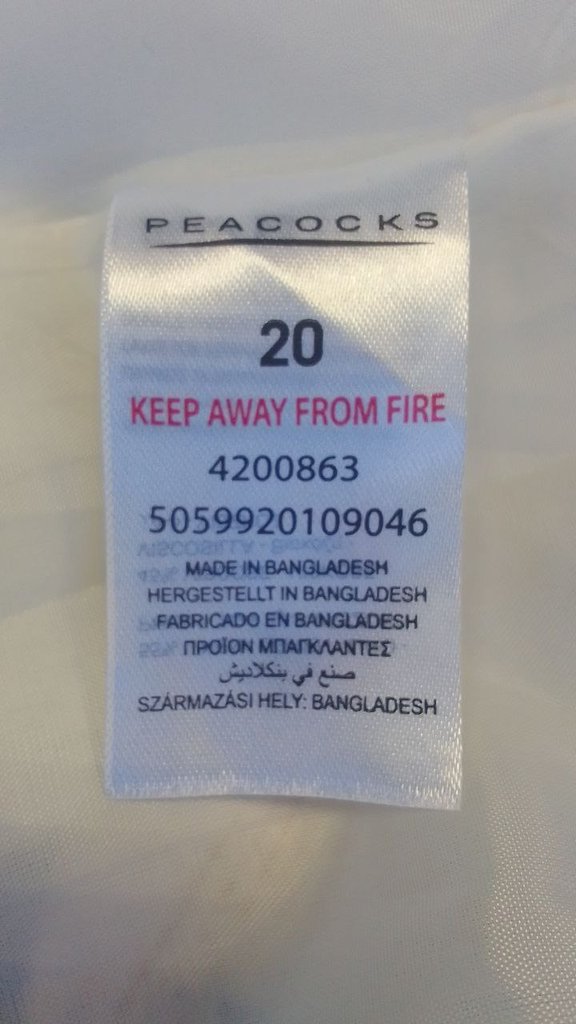 PEACOCKS
20
KEEP AWAY FROM FIRE
4200863
5059920109046
MADE IN BANGLADESH
HERGESTELLT IN BANGLADESH
FABRICADO EN BANGLADESH
ΠΡΟΪΟΝ ΜΠΑΓΚΛΑΝΤΕΣ
صنع في بنكلاديش
SZÁRMAZÁSI HELY: BANGLADESH